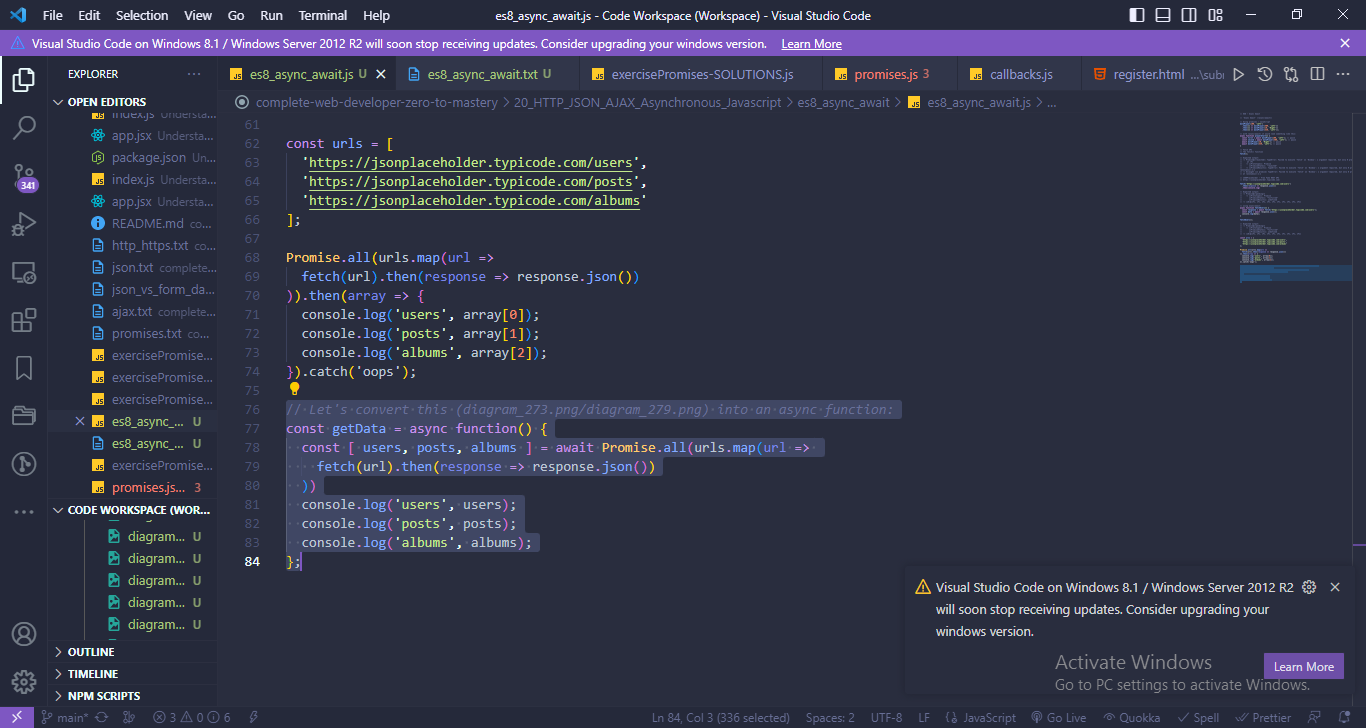 File Edit Selection View Go Run Terminal Help
es8_async_await.js - Code Workspace (Workspace) - Visual Studio Code
Visual Studio Code on Windows 8.1 / Windows Server 2012 R2 will soon stop receiving updates. Consider upgrading your windows version. Learn More
EXPLORER
es8_async_await.js U
es8_async_await.txt U
exercisePromises-SOLUTIONS.js
promises.js 3
callbacks.js
register.html ...\sub
complete-web-developer-zero-to-mastery > 20_HTTP_JSON_AJAX_Asynchronous_Javascript > es8_async_await > es8_async_await.js > ...
OPEN EDITORS
index.js Understa...
app.jsx Understa...
package.json Un...
index.js Understa...
app.jsx Understa...
README.md co...
http_https.txt co...
json.txt complete...
json_vs_form_da...
ajax.txt complete...
promises.txt co...
exercisePromise...
exercisePromise...
exercisePromise...
es8_async_... U
es8_async_... U
exercisePromise...
promises.js... 3
CODE WORKSPACE (WOR...
diagram... U
diagram... U
diagram... U
diagram... U
diagram... U
OUTLINE
TIMELINE
NPM SCRIPTS
341
61
62 const urls = [
63 'https://jsonplaceholder.typicode.com/users',
64 'https://jsonplaceholder.typicode.com/posts',
65 'https://jsonplaceholder.typicode.com/albums'
66 ];
67
68 Promise.all(urls.map(url =>
69 fetch(url).then(response => response.json())
70 )).then(array => {
71 console.log('users', array[0]);
72 console.log('posts', array[1]);
73 console.log('albums', array[2]);
74 }).catch('oops');
75
76 // Let's convert this (diagram_273.png/diagram_279.png) into an async function:
77 const getData = async function() {
78 const [ users, posts, albums ] = await Promise.all(urls.map(url =>
79 fetch(url).then(response => response.json())
80 ))
81 console.log('users', users);
82 console.log('posts', posts);
83 console.log('albums', albums);
84 };
Visual Studio Code on Windows 8.1 / Windows Server 2012 R2
will soon stop receiving updates. Consider upgrading your
windows version.
Learn More
Activate Windows
Go to PC settings to activate Windows.
main* 3 0 6
Ln 84, Col 3 (336 selected) Spaces: 2 UTF-8 LF {} JavaScript Go Live Quokka Spell Prettier